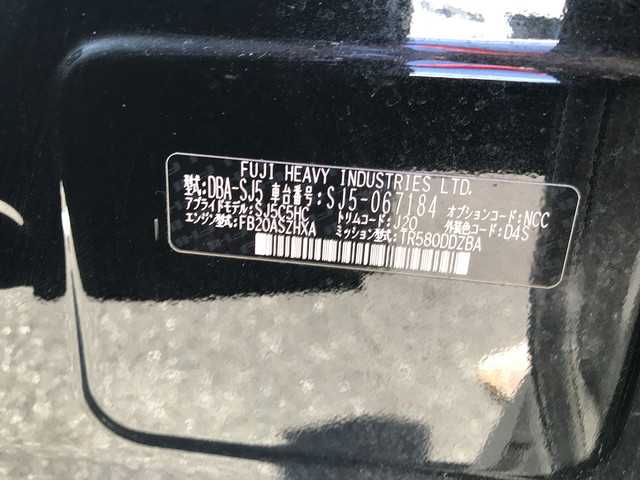 FUJI HEAVY INDUSTRIES LTD.
型式:DBA-SJ5 車台番号:SJ5-067184
アプライドモデル:SJ5C5HC トリムコード:J20 オプションコード:NCC
エンジン型式:FB20ASZHXA ミッション型式:TR580DDZBA 外装色コード:D4S